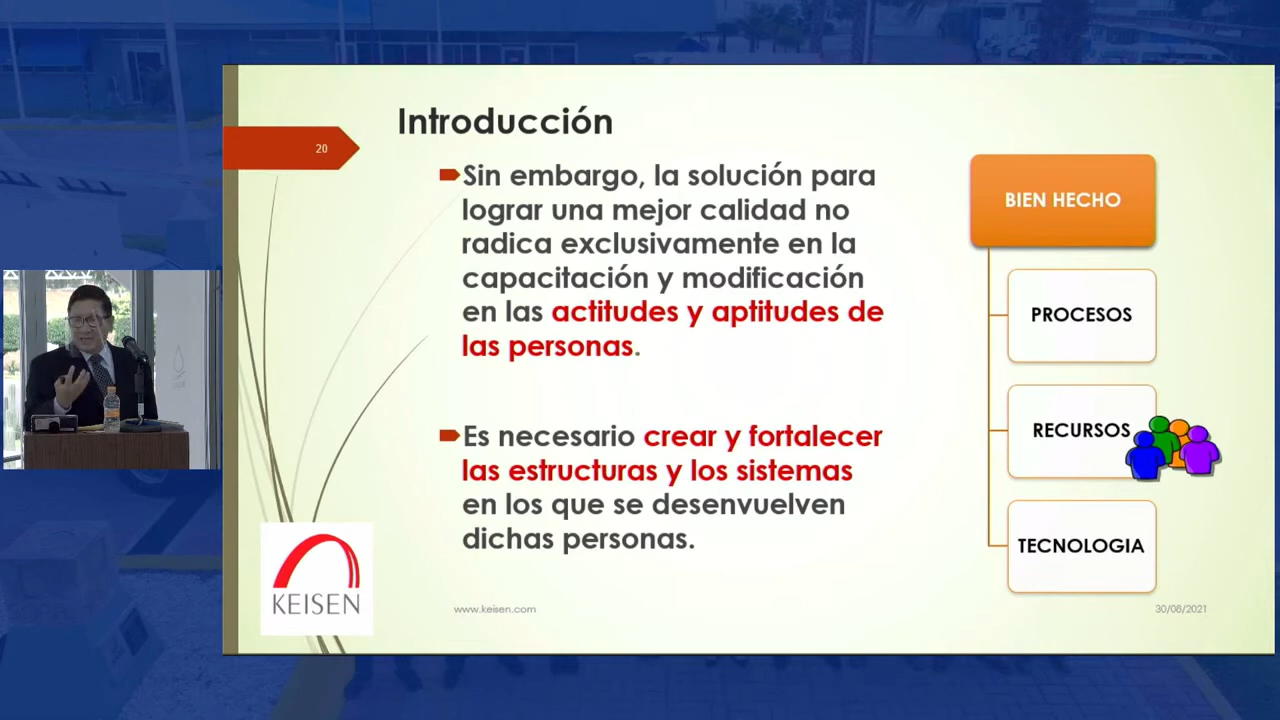 Introducción
20
Sin embargo, la solución para
lograr una mejor calidad no
radica exclusivamente en la
capacitación y modificación
en las actitudes y aptitudes de
las personas.
Es necesario crear y fortalecer
las estructuras y los sistemas
en los que se desenvuelven
dichas personas.
BIEN HECHO
PROCESOS
RECURSOS
TECNOLOGIA
KEISEN
www.keisen.com
30/08/2021